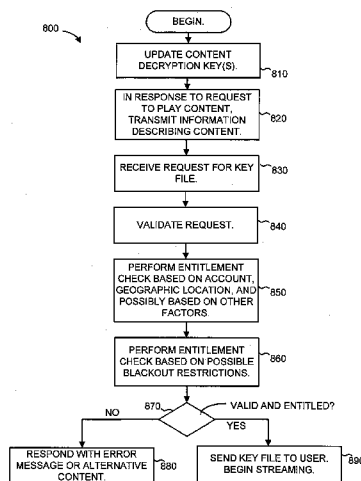 800
BEGIN.
UPDATE CONTENT
DECRYPTION KEY(S).
810
IN RESPONSE TO REQUEST
TO PLAY CONTENT,
TRANSMIT INFORMATION
DESCRIBING CONTENT.
820
RECEIVE REQUEST FOR KEY
FILE.
830
VALIDATE REQUEST.
840
PERFORM ENTITLEMENT
CHECK BASED ON ACCOUNT,
GEOGRAPHIC LOCATION, AND
POSSIBLY BASED ON OTHER
FACTORS.
850
PERFORM ENTITLEMENT
CHECK BASED ON POSSIBLE
BLACKOUT RESTRICTIONS.
860
870
VALID AND ENTITLED?
NO
YES
RESPOND WITH ERROR
MESSAGE OR ALTERNATIVE
CONTENT.
880
SEND KEY FILE TO USER.
BEGIN STREAMING.
890